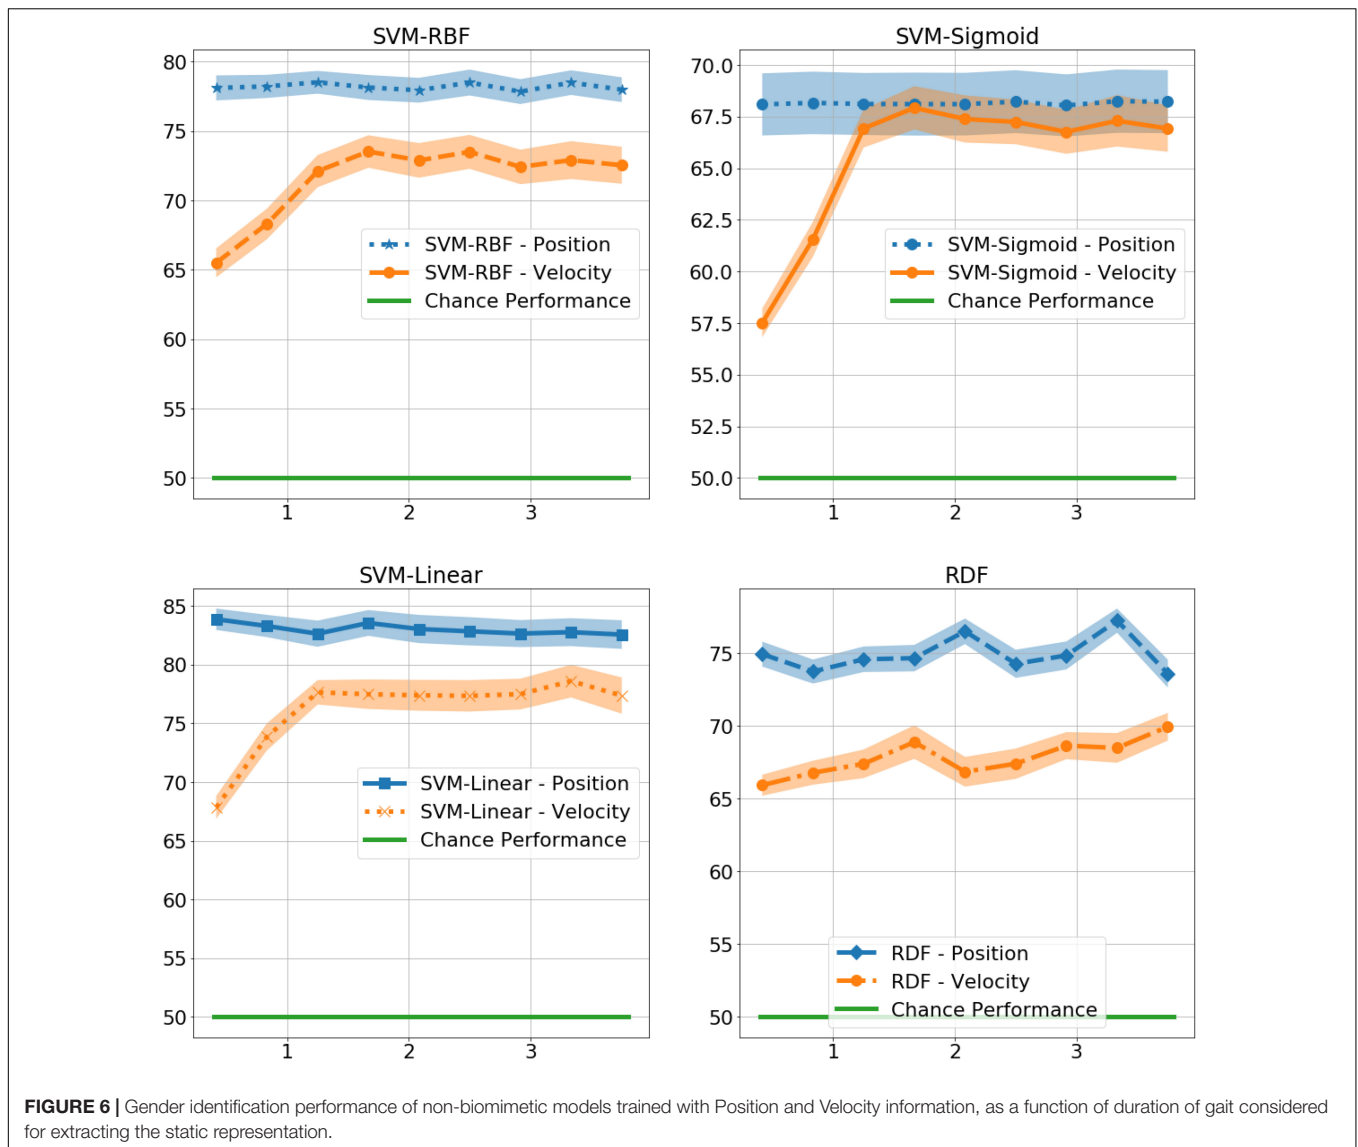 SVM-RBF
80
75
70
65
60
55
50
1 2 3
SVM-RBF - Position
SVM-RBF - Velocity
Chance Performance
SVM-Sigmoid
70.0
67.5
65.0
62.5
60.0
57.5
55.0
52.5
50.0
1 2 3
SVM-Sigmoid - Position
SVM-Sigmoid - Velocity
Chance Performance
SVM-Linear
85
80
75
70
65
60
55
50
1 2 3
SVM-Linear - Position
SVM-Linear - Velocity
Chance Performance
RDF
75
70
65
60
55
50
1 2 3
RDF - Position
RDF - Velocity
Chance Performance
FIGURE 6 | Gender identification performance of non-biomimetic models trained with Position and Velocity information, as a function of duration of gait considered
for extracting the static representation.